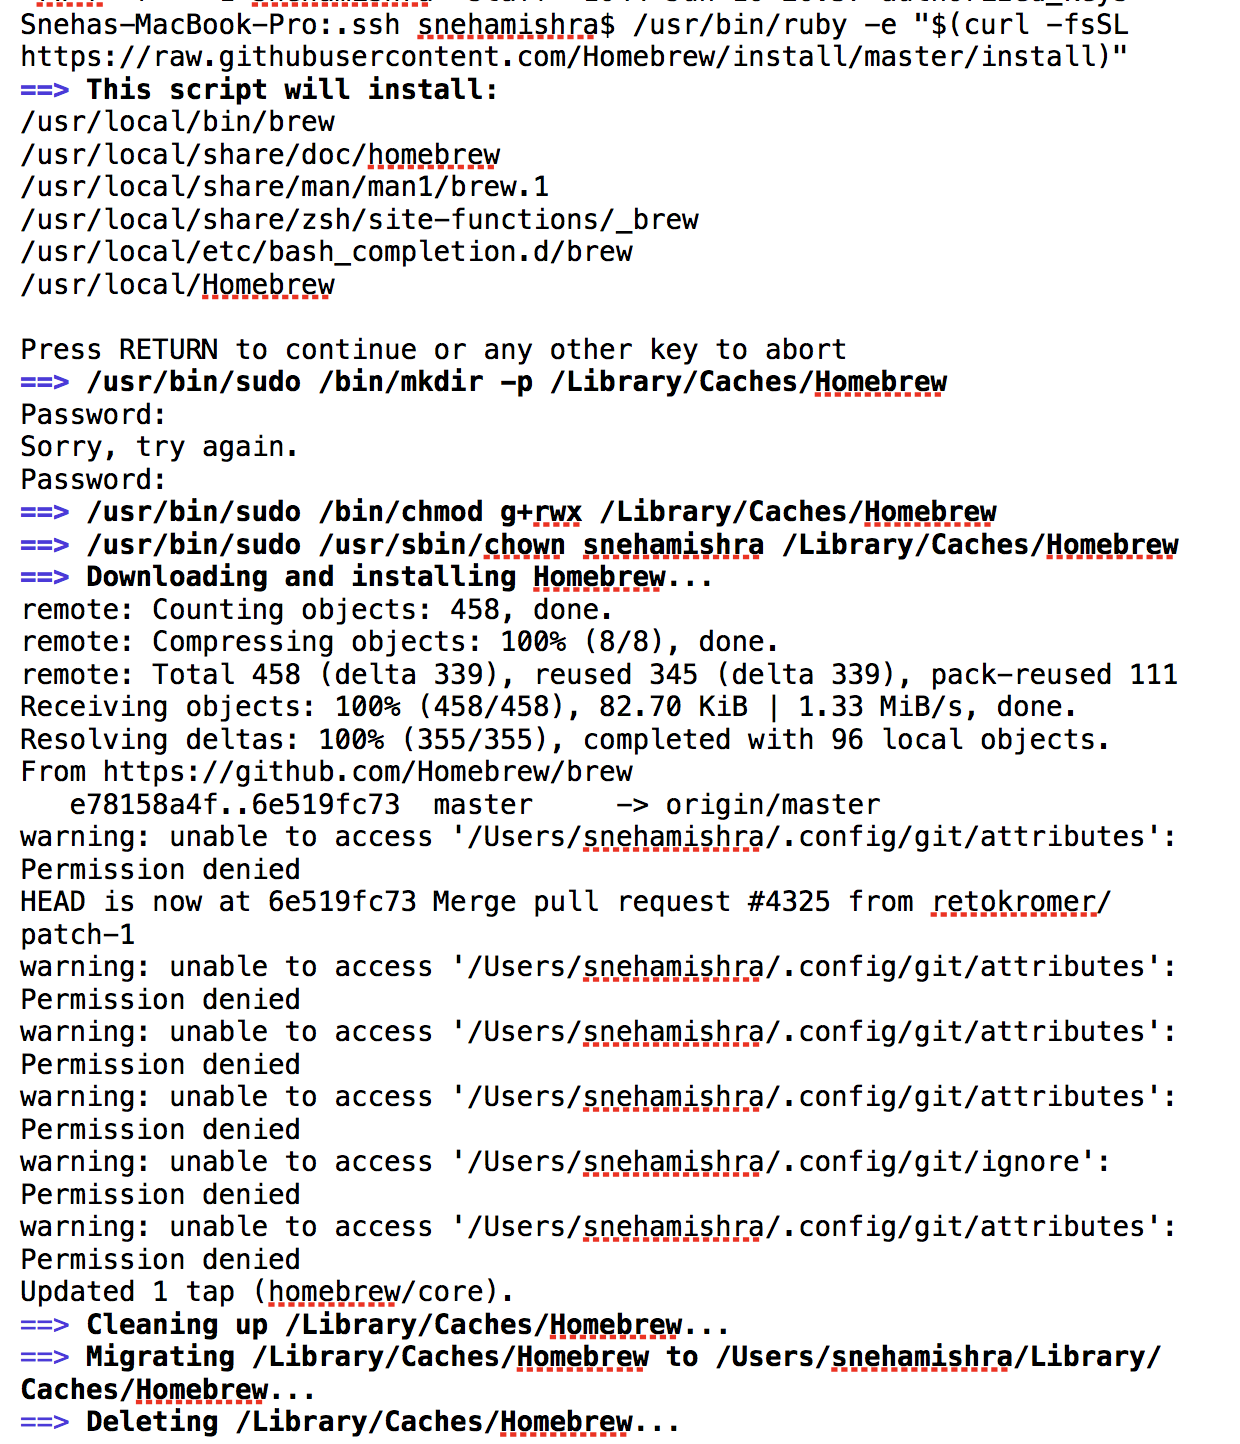 Snehas-MacBook-Pro:.ssh snehamishra$ /usr/bin/ruby -e "$(curl -fsSL
https://raw.githubusercontent.com/Homebrew/install/master/install)"
==> This script will install:
/usr/local/bin/brew
/usr/local/share/doc/homebrew
/usr/local/share/man/man1/brew.1
/usr/local/share/zsh/site-functions/_brew
/usr/local/etc/bash_completion.d/brew
/usr/local/Homebrew

Press RETURN to continue or any other key to abort
==> /usr/bin/sudo /bin/mkdir -p /Library/Caches/Homebrew
Password:
Sorry, try again.
Password:
==> /usr/bin/sudo /bin/chmod g+rwx /Library/Caches/Homebrew
==> /usr/bin/sudo /usr/sbin/chown snehamishra /Library/Caches/Homebrew
==> Downloading and installing Homebrew...
remote: Counting objects: 458, done.
remote: Compressing objects: 100% (8/8), done.
remote: Total 458 (delta 339), reused 345 (delta 339), pack-reused 111
Receiving objects: 100% (458/458), 82.70 KiB | 1.33 MiB/s, done.
Resolving deltas: 100% (355/355), completed with 96 local objects.
From https://github.com/Homebrew/brew
   e78158a4f..6e519fc73  master     -> origin/master
warning: unable to access '/Users/snehamishra/.config/git/attributes':
Permission denied
HEAD is now at 6e519fc73 Merge pull request #4325 from retokromer/
patch-1
warning: unable to access '/Users/snehamishra/.config/git/attributes':
Permission denied
warning: unable to access '/Users/snehamishra/.config/git/attributes':
Permission denied
warning: unable to access '/Users/snehamishra/.config/git/attributes':
Permission denied
warning: unable to access '/Users/snehamishra/.config/git/ignore':
Permission denied
warning: unable to access '/Users/snehamishra/.config/git/attributes':
Permission denied
Updated 1 tap (homebrew/core).
==> Cleaning up /Library/Caches/Homebrew...
==> Migrating /Library/Caches/Homebrew to /Users/snehamishra/Library/
Caches/Homebrew...
==> Deleting /Library/Caches/Homebrew...